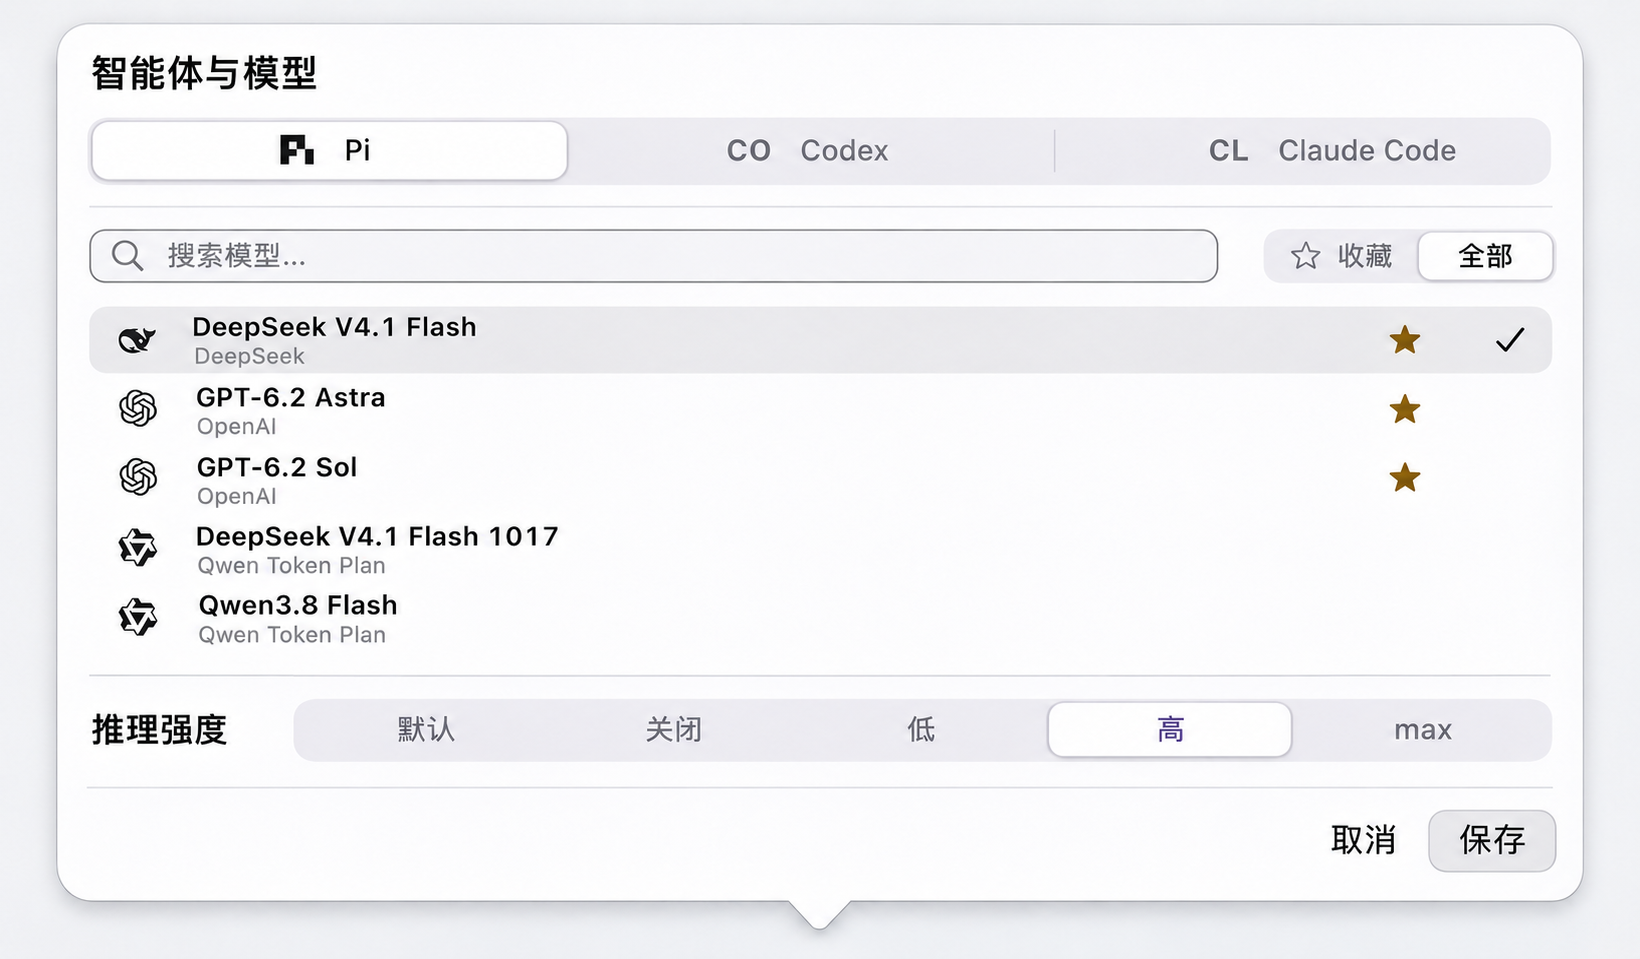 智能体与模型
Pi
CO Codex
CL Claude Code
搜索模型...
收藏
全部
DeepSeek V4.1 Flash
DeepSeek
GPT-6.2 Astra
OpenAI
GPT-6.2 Sol
OpenAI
DeepSeek V4.1 Flash 1017
Qwen Token Plan
Qwen3.8 Flash
Qwen Token Plan
推理强度 默认 关闭 低 高 max
取消 保存